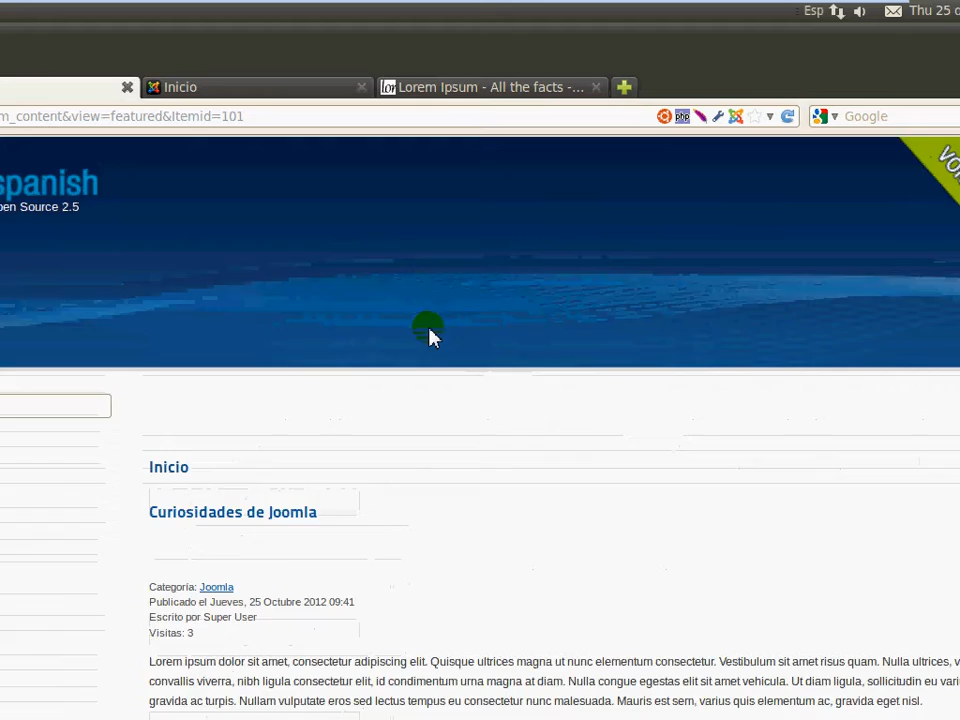 Esp Thu 25 o
Inicio Lorem Ipsum - All the facts -...
m_content&view=featured&Itemid=101 php Google
spanish
pen Source 2.5
Inicio
Curiosidades de Joomla
Categoría: Joomla
Publicado el Jueves, 25 Octubre 2012 09:41
Escrito por Super User
Visitas: 3
Lorem ipsum dolor sit amet, consectetur adipiscing elit. Quisque ultrices magna ut nunc elementum consectetur. Vestibulum sit amet risus quam. Nulla ultrices, v
convallis viverra, nibh ligula consectetur elit, id condimentum urna magna at diam. Nulla congue egestas elit sit amet vehicula. Ut diam ligula, sollicitudin eu vari
gravida ac turpis. Nullam vulputate eros sed lectus tempus eu consectetur nunc malesuada. Mauris est sem, varius quis elementum ac, gravida eget nisl.